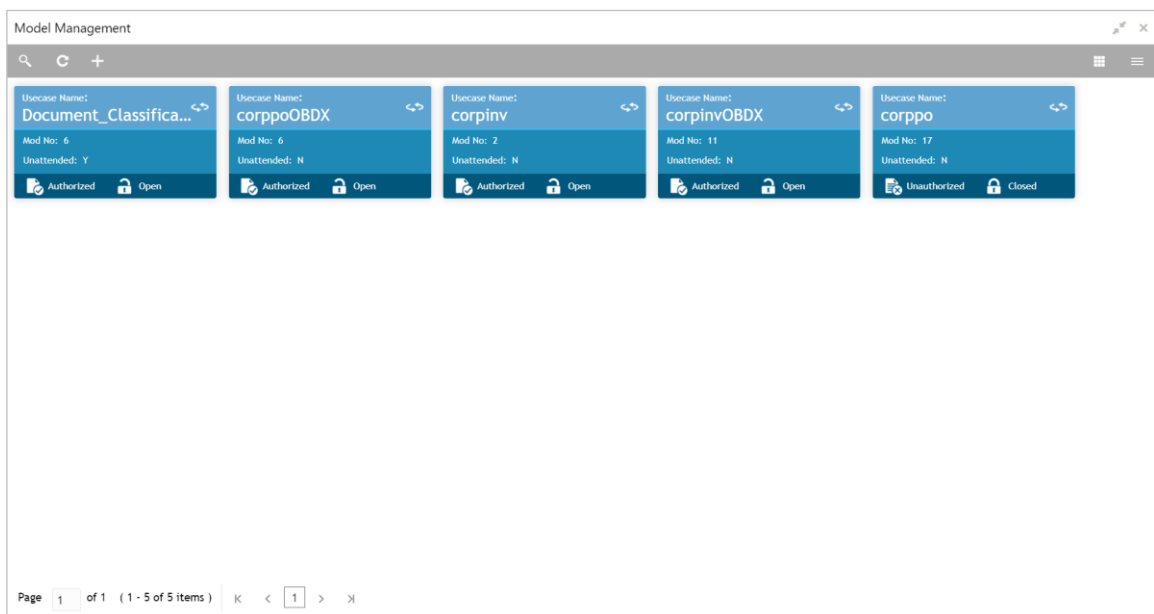 Model Management
Usecase Name:
Document_Classifica...
Mod No: 6
Unattended: Y
Authorized Open
Usecase Name:
corppoOBDX
Mod No: 6
Unattended: N
Authorized Open
Usecase Name:
corpinv
Mod No: 2
Unattended: N
Authorized Open
Usecase Name:
corpinvOBDX
Mod No: 11
Unattended: N
Authorized Open
Usecase Name:
corppo
Mod No: 17
Unattended: N
Unauthorized Closed
Page 1 of 1 ( 1 - 5 of 5 items ) 1